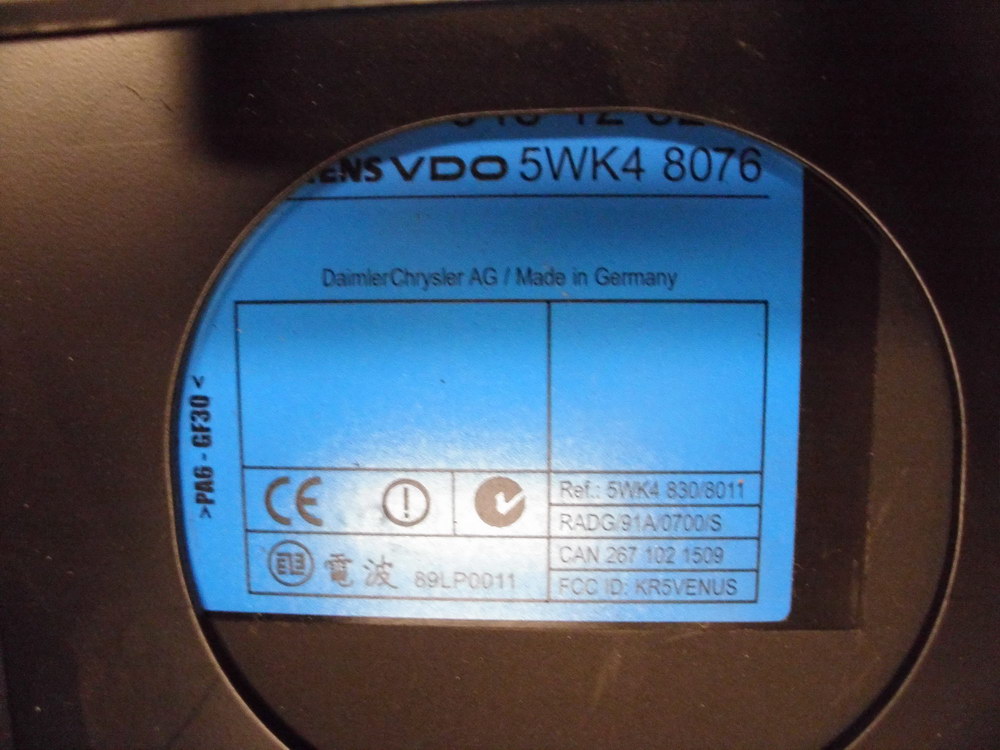 VDO 5WK4 8076
DaimlerChrysler AG / Made in Germany
>PA6 - GF30<
CE
Ref.: 5WK4 830/8011
RADG/91A/0700/S
CAN 267 102 1509
電波 89LP0011
FCC ID: KR5VENUS